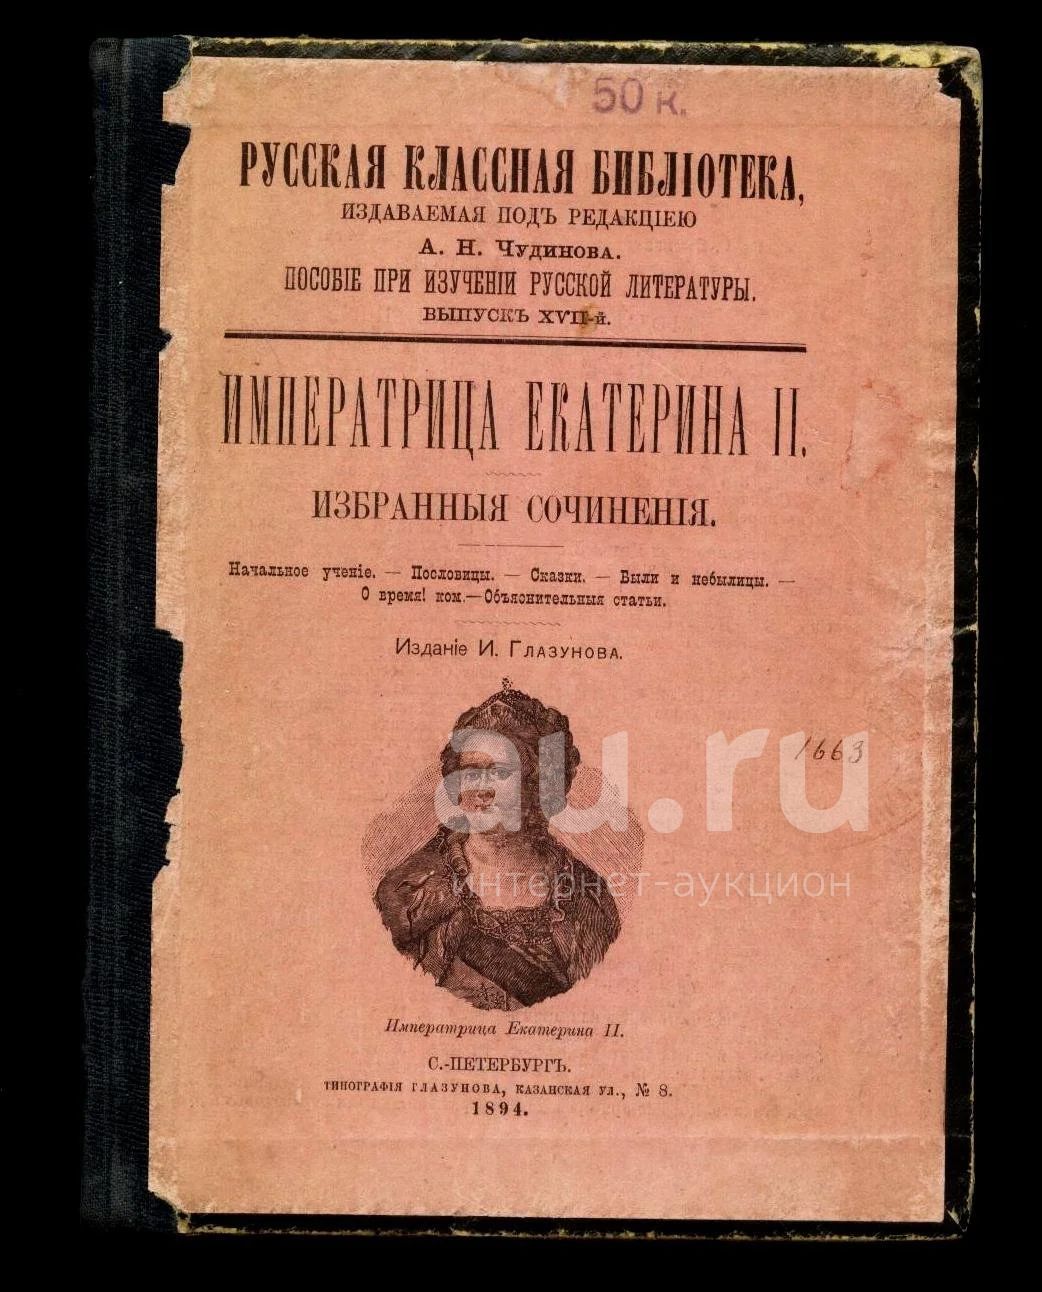 50 к.
РУССКАЯ КЛАССНАЯ БИБЛІОТЕКА,
ИЗДАВАЕМАЯ ПОДЪ РЕДАКЦІЕЮ
А. Н. Чудинова.
ПОСОБІЕ ПРИ ИЗУЧЕНІИ РУССКОЙ ЛИТЕРАТУРЫ.
ВЫПУСКЪ XVII-й.
ИМПЕРАТРИЦА ЕКАТЕРИНА II.
ИЗБРАННЫЯ СОЧИНЕНІЯ.
Начальное ученіе. — Пословицы. — Сказки. — Были и небылицы. —
О время! ком.—Объяснительныя статьи.
Изданіе И. Глазунова.
au.ru
1663
интернет-аукцион
Императрица Екатерина II.
С.-ПЕТЕРБУРГЪ.
ТИПОГРАФІЯ ГЛАЗУНОВА, КАЗАНСКАЯ УЛ., № 8.
1894.